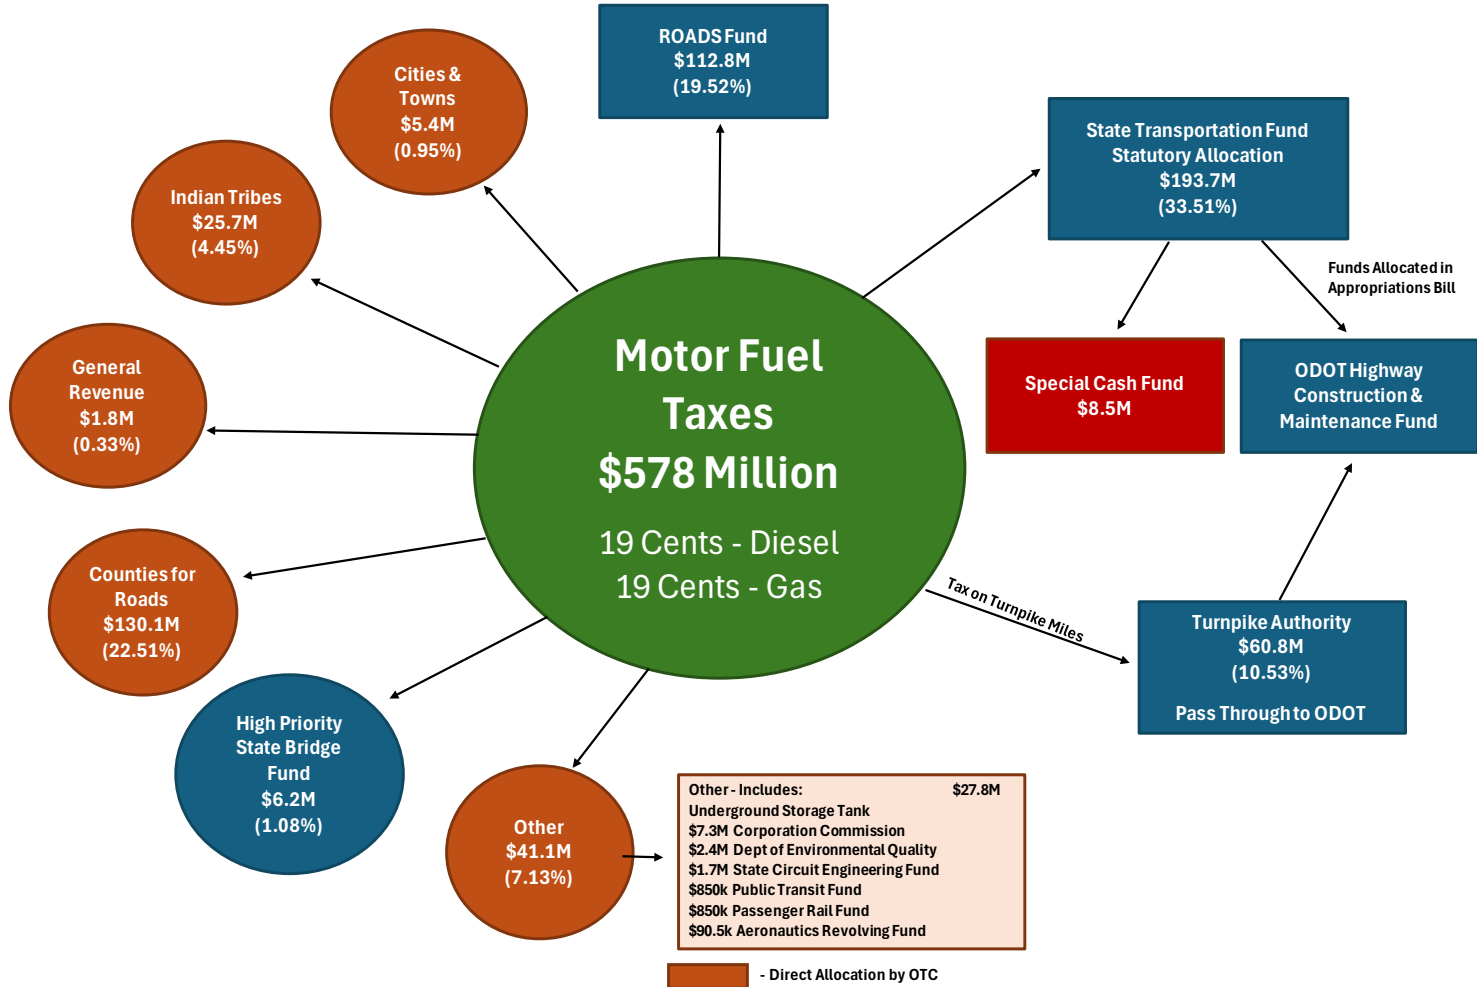 ROADS Fund
$112.8M
(19.52%)
Cities &
Towns
$5.4M
(0.95%)
Indian Tribes
$25.7M
(4.45%)
General
Revenue
$1.8M
(0.33%)
Counties for
Roads
$130.1M
(22.51%)
High Priority
State Bridge
Fund
$6.2M
(1.08%)
Other
$41.1M
(7.13%)
Motor Fuel
Taxes
$578 Million
19 Cents - Diesel
19 Cents - Gas
State Transportation Fund
Statutory Allocation
$193.7M
(33.51%)
Funds Allocated in
Appropriations Bill
Special Cash Fund
$8.5M
ODOT Highway
Construction &
Maintenance Fund
Tax on Turnpike Miles
Turnpike Authority
$60.8M
(10.53%)
Pass Through to ODOT
Other - Includes: $27.8M
Underground Storage Tank
$7.3M Corporation Commission
$2.4M Dept of Environmental Quality
$1.7M State Circuit Engineering Fund
$850k Public Transit Fund
$850k Passenger Rail Fund
$90.5k Aeronautics Revolving Fund
- Direct Allocation by OTC